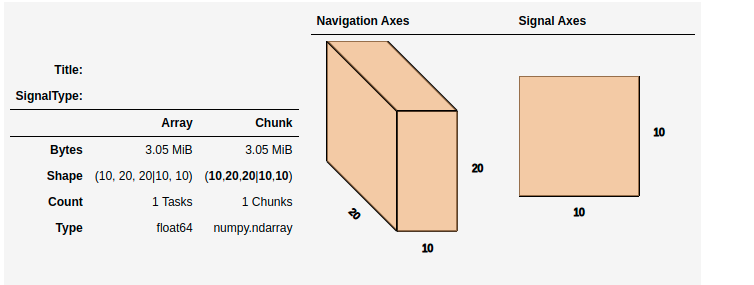 Navigation Axes Signal Axes
Title:
SignalType:
Array Chunk
Bytes 3.05 MiB 3.05 MiB
Shape (10, 20, 20|10, 10) (10,20,20|10,10)
Count 1 Tasks 1 Chunks
Type float64 numpy.ndarray
20
20
10
10
10